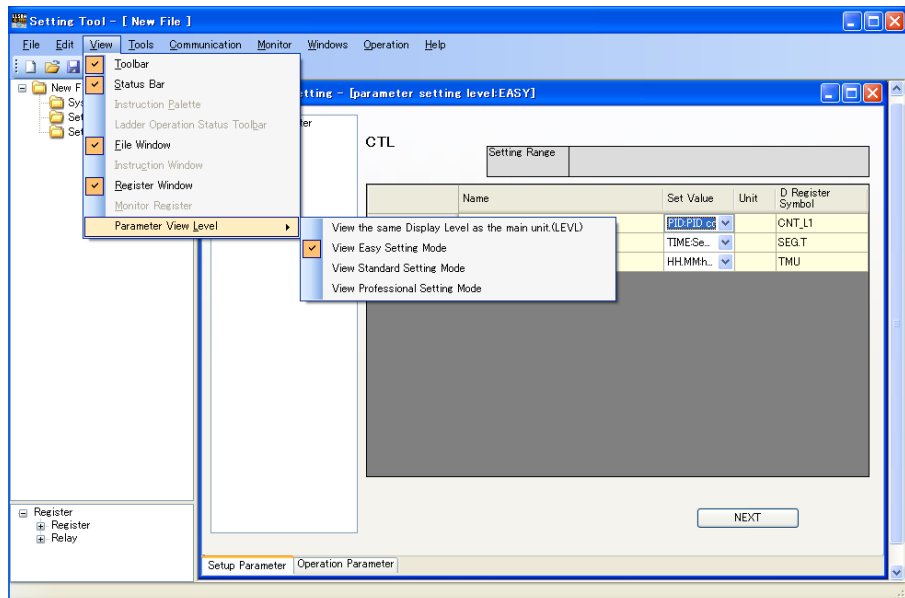 Setting Tool - [ New File ]
File Edit View Tools Communication Monitor Windows Operation Help
Toolbar
Status Bar
Instruction Palette
Ladder Operation Status Toolbar
File Window
Instruction Window
Register Window
Monitor Register
Parameter View Level
View the same Display Level as the main unit.(LEVL)
View Easy Setting Mode
View Standard Setting Mode
View Professional Setting Mode
New F
Sys
Set
Set
tting - [parameter setting level:EASY]
ter
CTL
Setting Range
Name Set Value Unit D Register Symbol
PID:PID co CNT_L1
TIME:Se... SEG.T
HH.MM:h... TMU
NEXT
Setup Parameter Operation Parameter
Register
Register
Relay